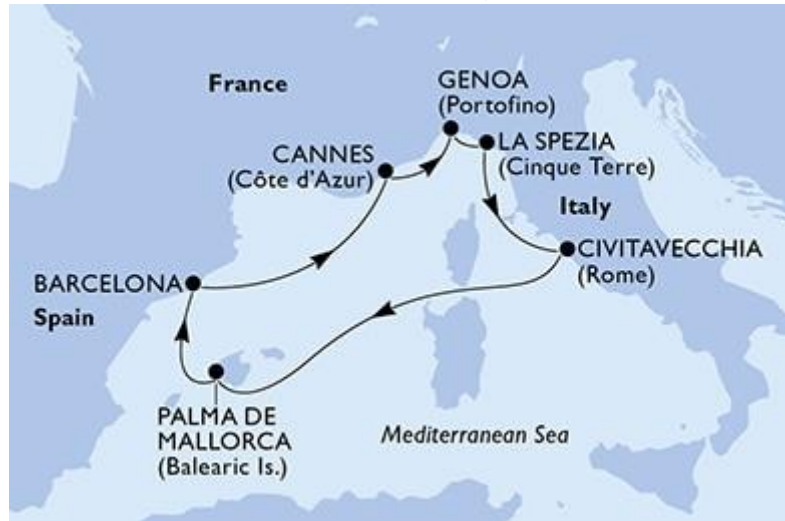 France
GENOA
(Portofino)
CANNES
(Côte d'Azur)
LA SPEZIA
(Cinque Terre)
Italy
CIVITAVECCHIA
(Rome)
BARCELONA
Spain
PALMA DE
MALLORCA
(Balearic Is.)
Mediterranean Sea